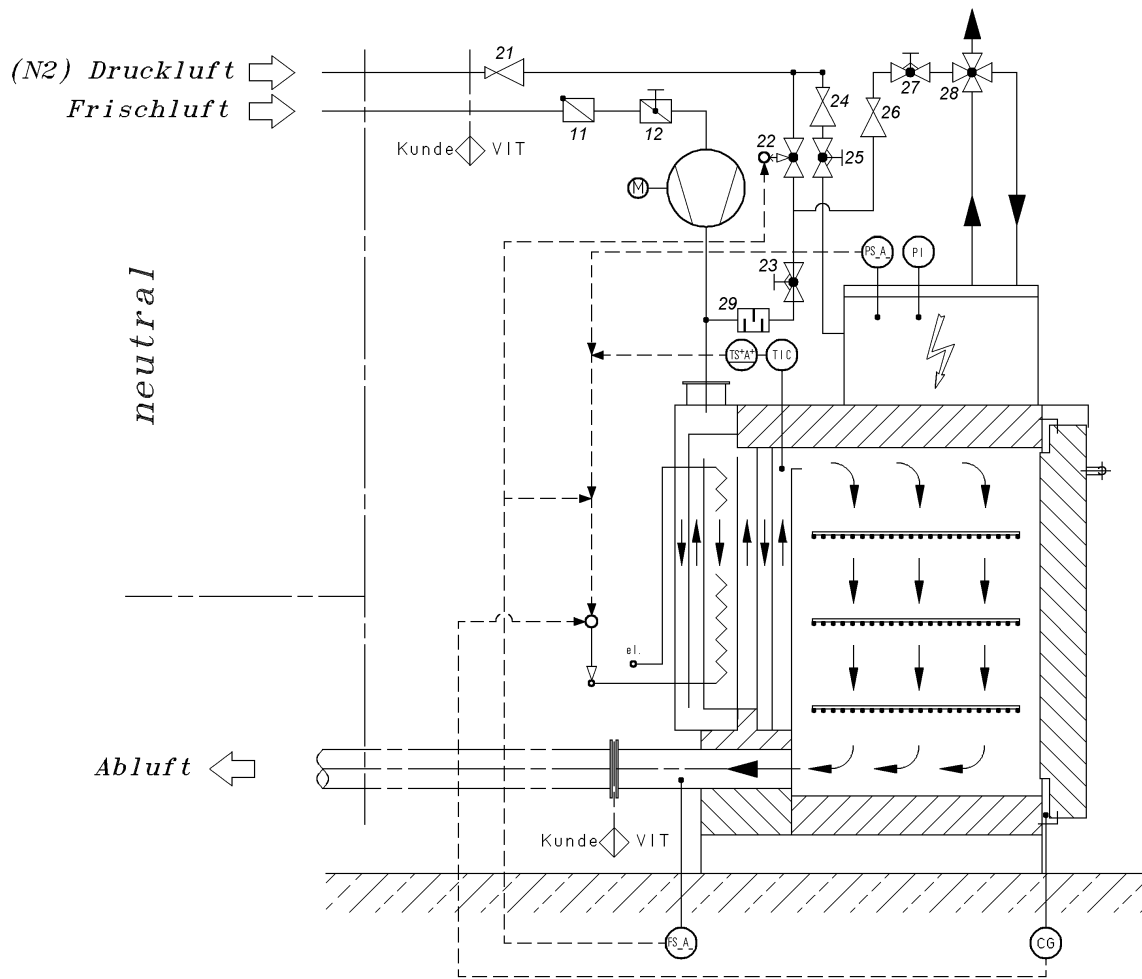 (N2) Druckluft
21
Frischluft
11
12
24
26
27
28
Kunde VIT
22
25
M
neutral
23
PS_A_
PI
29
TS⁺A⁺
TIC
el.
Abluft
Kunde VIT
FS_A_
CG